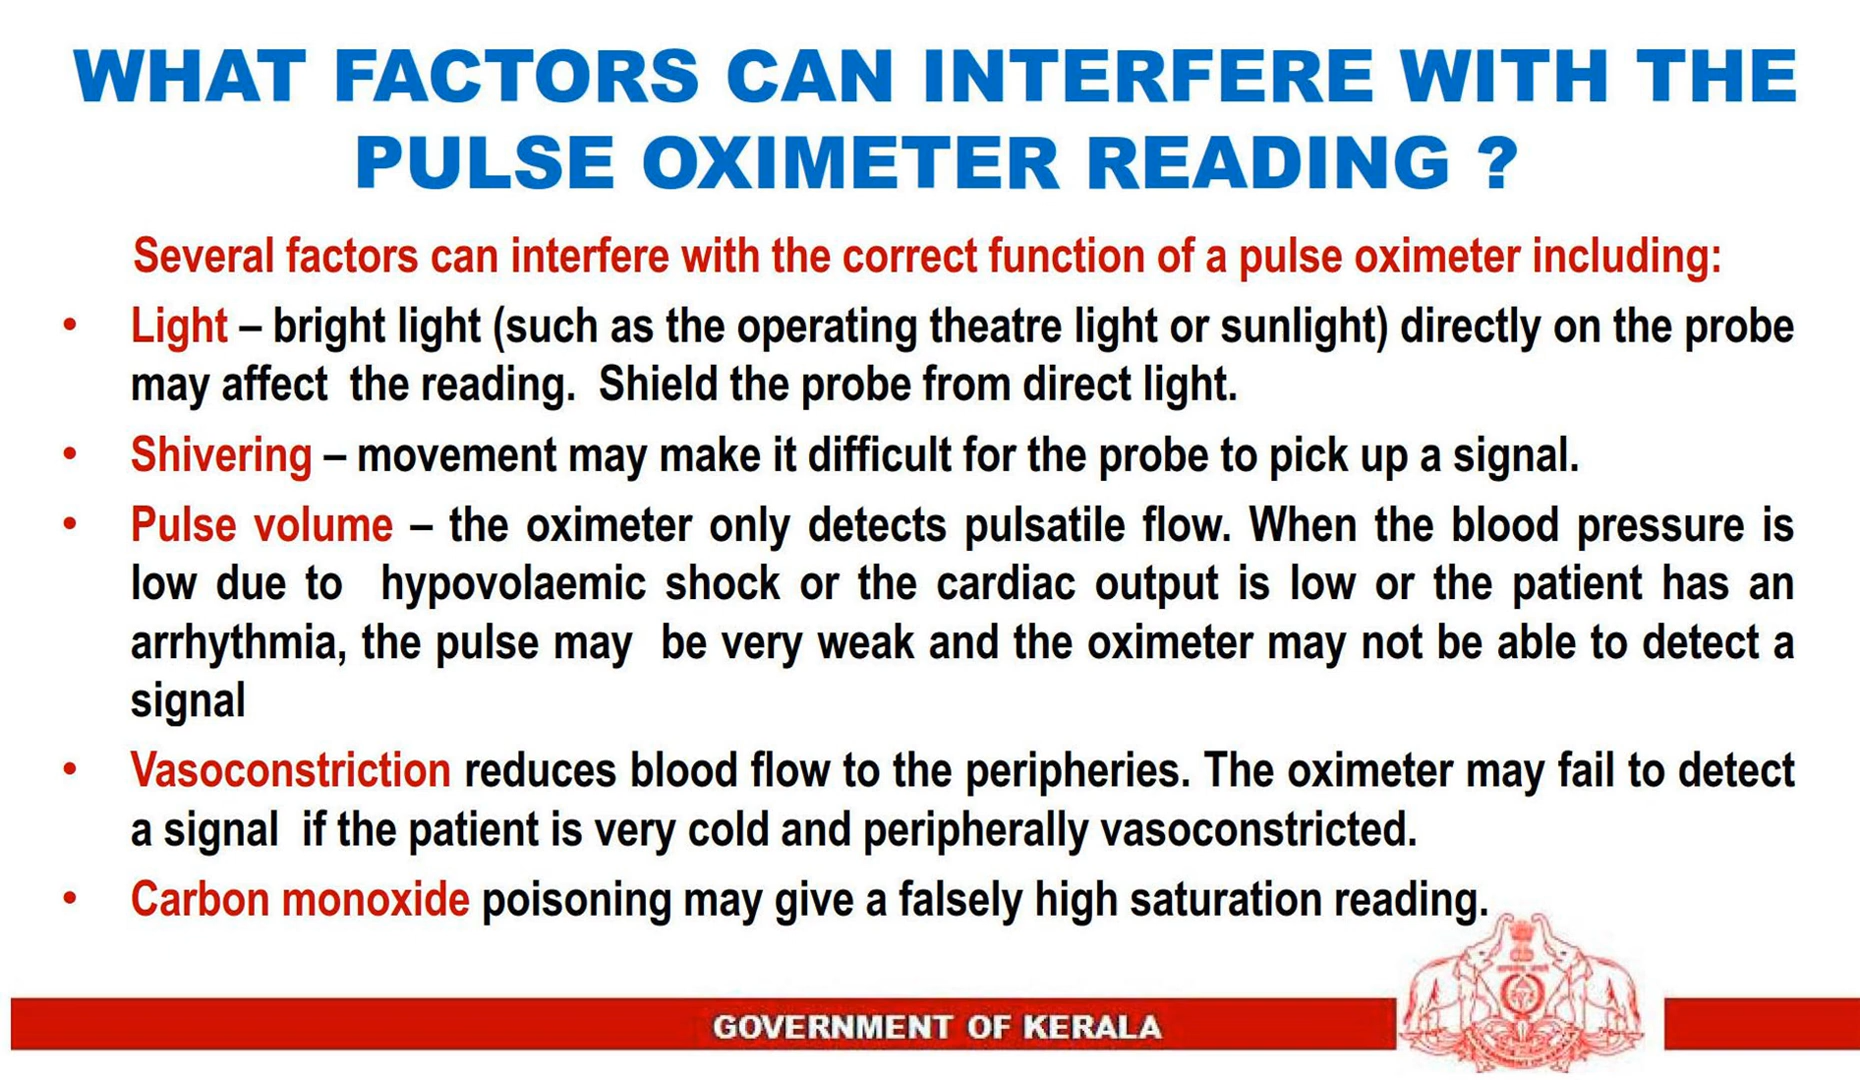 WHAT FACTORS CAN INTERFERE WITH THE
PULSE OXIMETER READING ?
Several factors can interfere with the correct function of a pulse oximeter including:
• Light – bright light (such as the operating theatre light or sunlight) directly on the probe
may affect the reading. Shield the probe from direct light.
• Shivering – movement may make it difficult for the probe to pick up a signal.
• Pulse volume – the oximeter only detects pulsatile flow. When the blood pressure is
low due to hypovolaemic shock or the cardiac output is low or the patient has an
arrhythmia, the pulse may be very weak and the oximeter may not be able to detect a
signal
• Vasoconstriction reduces blood flow to the peripheries. The oximeter may fail to detect
a signal if the patient is very cold and peripherally vasoconstricted.
• Carbon monoxide poisoning may give a falsely high saturation reading.
GOVERNMENT OF KERALA